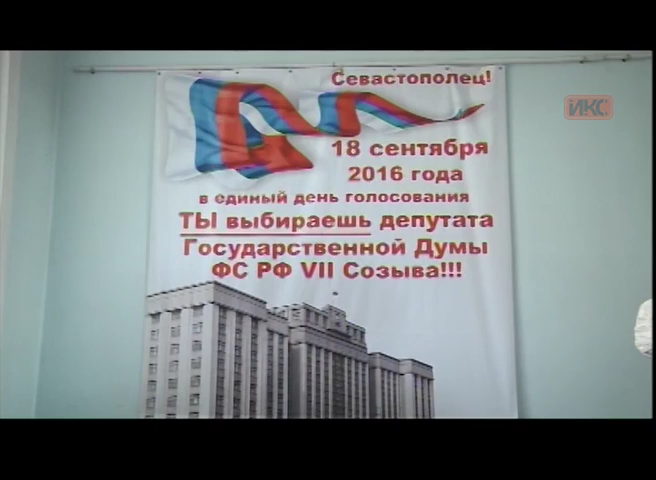 Севастополец!
ИКС
18 сентября
2016 года
в единый день голосования
ТЫ выбираешь депутата
Государственной Думы
ФС РФ VII Созыва!!!